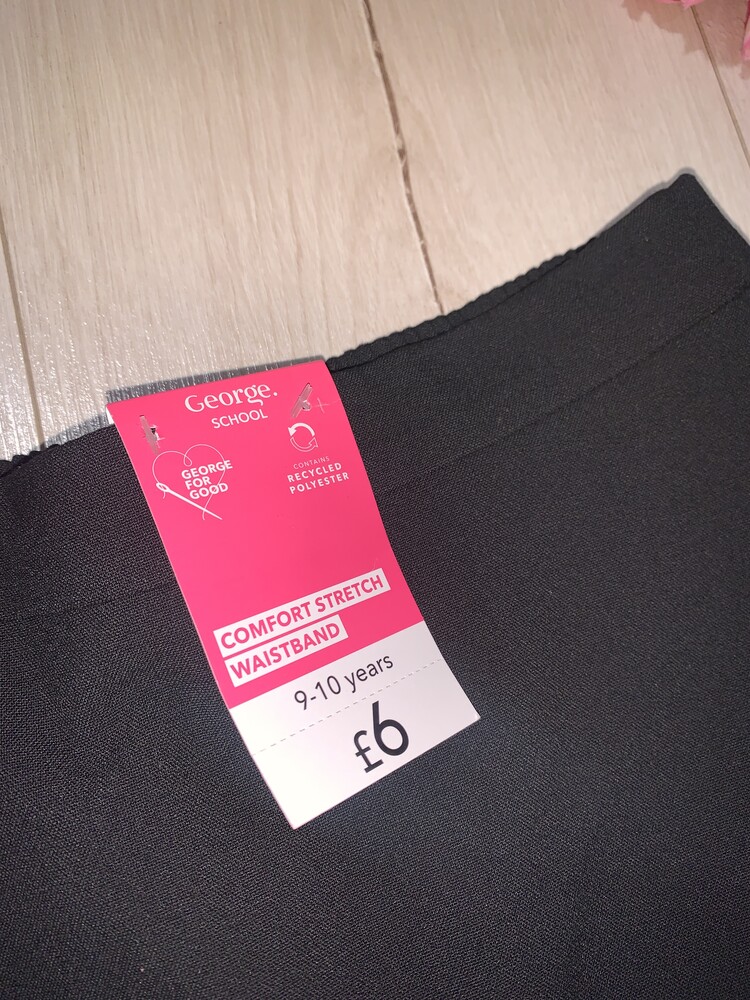 George.
SCHOOL
GEORGE
FOR
GOOD
CONTAINS
RECYCLED
POLYESTER
COMFORT STRETCH
WAISTBAND
9-10 years
£6